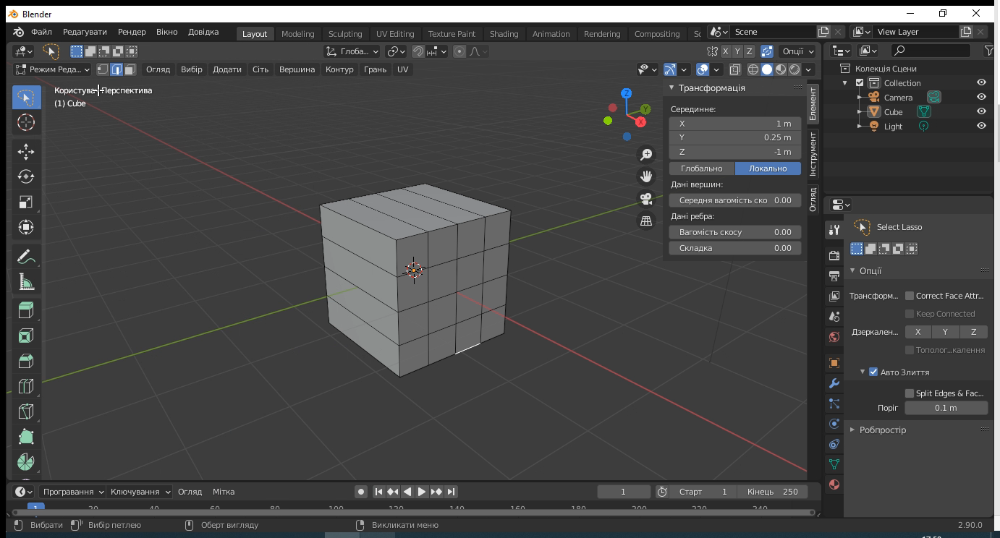 Blender
Файл Редагувати Рендер Вікно Довідка Layout Modeling Sculpting UV Editing Texture Paint Shading Animation Rendering Compositing Sc Scene View Layer
Глоба... X Y Z Опції
Режим Реда... Огляд Вибір Додати Сіть Вершина Контур Грань UV
Колекція Сцени
Collection
Camera
Cube
Light
Перспектива
(1) Cube
Z
Y
X
Трансформація
Серединне:
X 1 m
Y 0.25 m
Z -1 m
Глобально Локально
Дані вершин:
Середня вагомість ско 0.00
Дані ребра:
Вагомість скосу 0.00
Складка 0.00
Елемент
Інструмент
Огляд
Select Lasso
Опції
Трансформ... Correct Face Attr...
Keep Connected
Дзеркален... X Y Z
Тополог...калення
Авто Злиття
Split Edges & Fac...
Поріг 0.1 m
Робпростір
Програвання Ключування Огляд Мітка 1 Старт 1 Кінець 250
1 20 40 60 80 100 120 140 160 180 200 220 240
Вибрати Вибір петлею Оберт вигляду Викликати меню 2.90.0